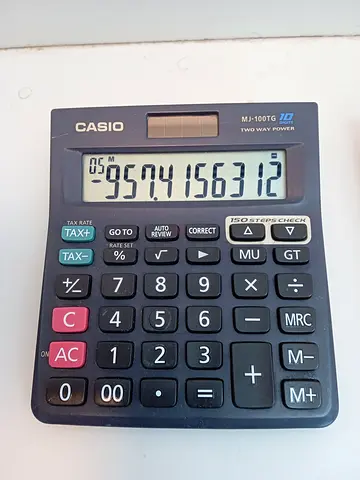 CASIO
MJ-100TG 10 DIGITS
TWO WAY POWER
05 M
-957.4156312
150 STEPS CHECK
TAX RATE
TAX+ GO TO AUTO REVIEW CORRECT △ ▽
RATE SET
TAX− % √ ▶ MU GT
+/− 7 8 9 × ÷
C 4 5 6 − MRC
ON AC 1 2 3 + M−
0 00 • = M+